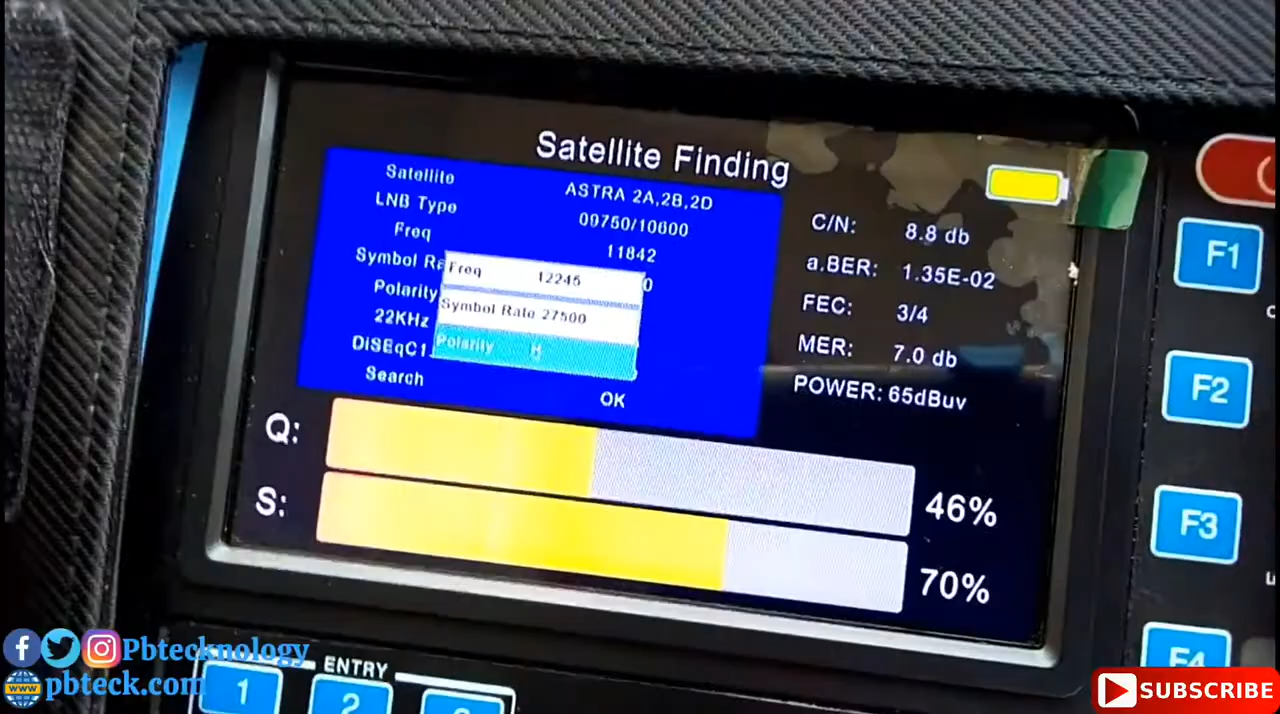 Satellite Finding
Satellite ASTRA 2A,2B,2D
LNB Type 09750/10600
Freq 11842
Symbol Ra 0
Polarity
22KHz
DiSEqC1.
Search OK
Freq 12245
Symbol Rate 27500
Polarity H
C/N: 8.8 db
a.BER: 1.35E-02
FEC: 3/4
MER: 7.0 db
POWER: 65dBuv
Q: 46%
S: 70%
F1
F2
F3
F4
ENTRY
1 2
Pbtecknology
pbteck.com
SUBSCRIBE